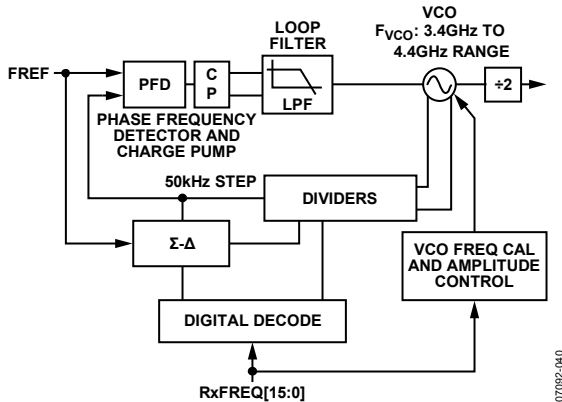 VCO
F_VCO: 3.4GHz TO
4.4GHz RANGE
LOOP
FILTER
FREF
PFD
C
P
LPF
÷2
PHASE FREQUENCY
DETECTOR AND
CHARGE PUMP
50kHz STEP
DIVIDERS
Σ-Δ
VCO FREQ CAL
AND AMPLITUDE
CONTROL
DIGITAL DECODE
RxFREQ[15:0]
07092-040